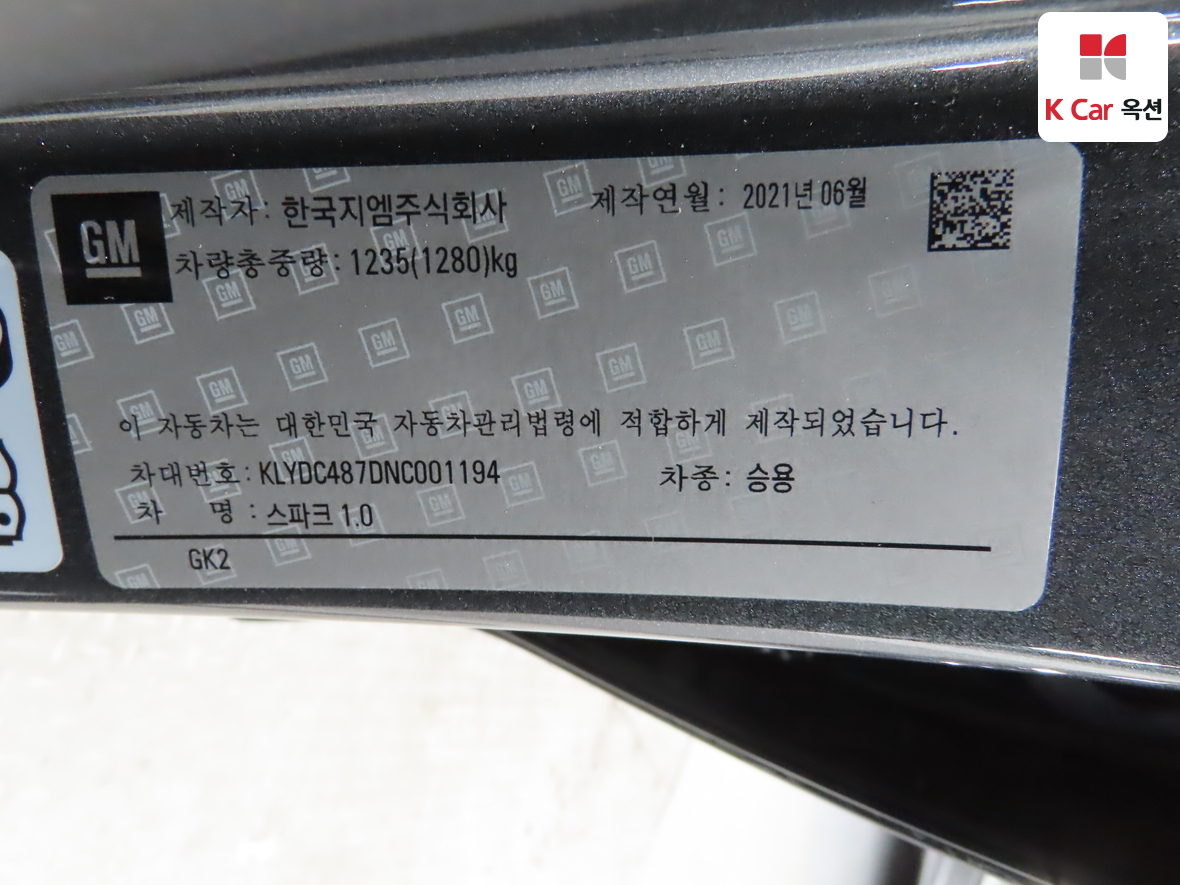 K Car 옥션
GM 제작자: 한국지엠주식회사 제작연월: 2021년 06월
차량총중량: 1235(1280)kg
이 자동차는 대한민국 자동차관리법령에 적합하게 제작되었습니다.
차대번호: KLYDC487DNC001194 차종: 승용
차 명 : 스파크 1.0
GK2